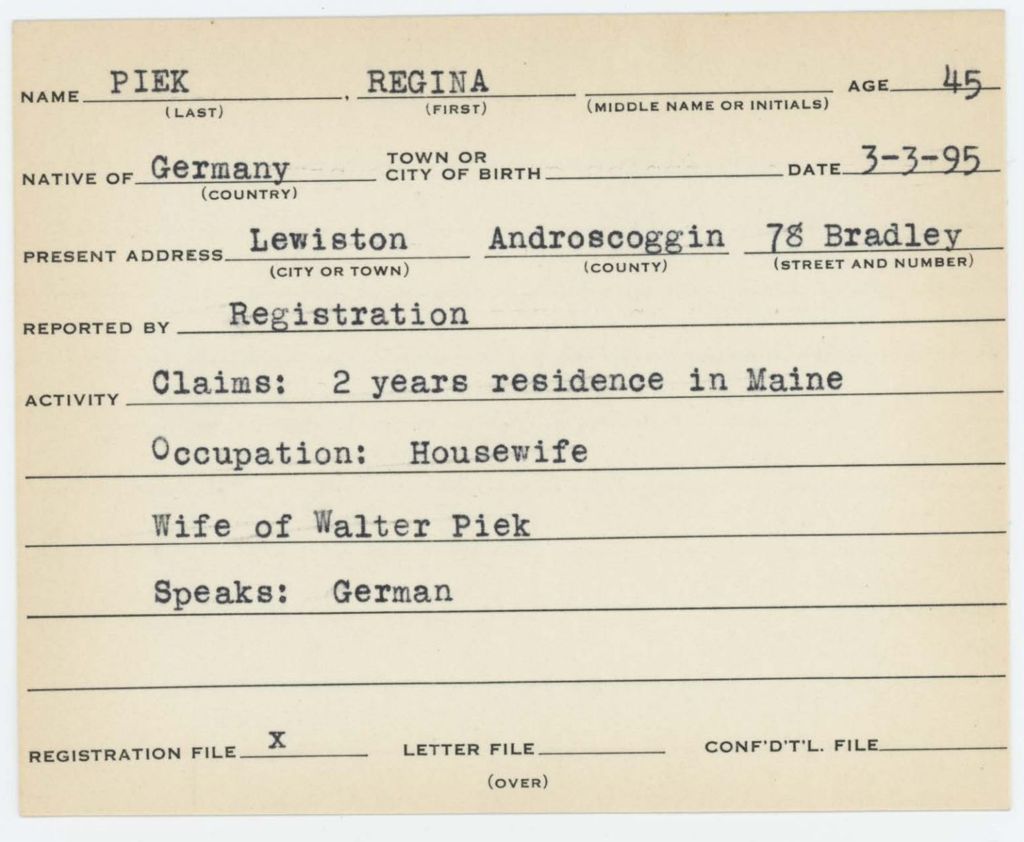 NAME PIEK, REGINA AGE 45
(LAST) (FIRST) (MIDDLE NAME OR INITIALS)
NATIVE OF Germany TOWN OR CITY OF BIRTH DATE 3-3-95
(COUNTRY)
PRESENT ADDRESS Lewiston Androscoggin 78 Bradley
(CITY OR TOWN) (COUNTY) (STREET AND NUMBER)
REPORTED BY Registration
ACTIVITY Claims: 2 years residence in Maine
Occupation: Housewife
Wife of Walter Piek
Speaks: German
REGISTRATION FILE X LETTER FILE CONF'D'T'L. FILE
(OVER)